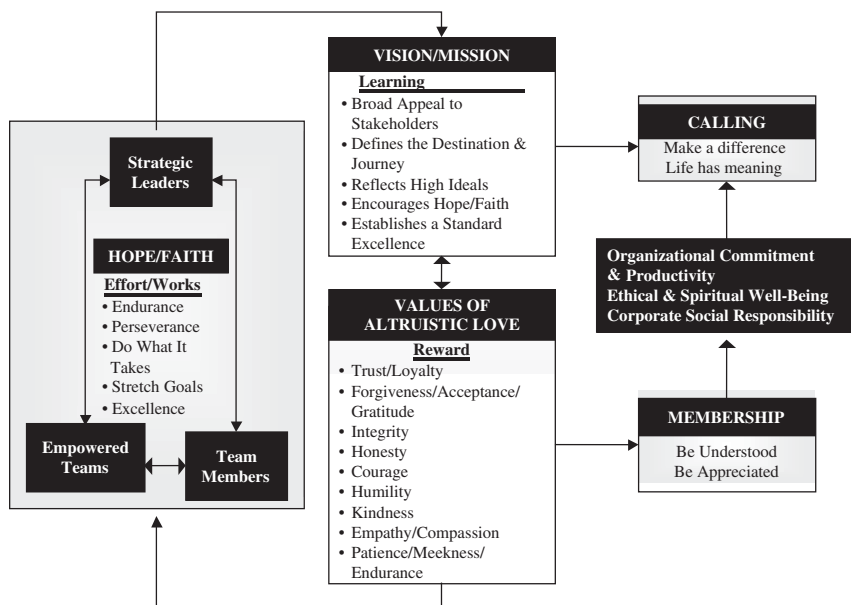 VISION/MISSION
Learning
• Broad Appeal to
Stakeholders
• Defines the Destination &
Journey
• Reflects High Ideals
• Encourages Hope/Faith
• Establishes a Standard
Excellence
Strategic
Leaders
HOPE/FAITH
Effort/Works
• Endurance
• Perseverance
• Do What It
Takes
• Stretch Goals
• Excellence
Empowered
Teams
Team
Members
VALUES OF
ALTRUISTIC LOVE
Reward
• Trust/Loyalty
• Forgiveness/Acceptance/
Gratitude
• Integrity
• Honesty
• Courage
• Humility
• Kindness
• Empathy/Compassion
• Patience/Meekness/
Endurance
CALLING
Make a difference
Life has meaning
Organizational Commitment
& Productivity
Ethical & Spiritual Well-Being
Corporate Social Responsibility
MEMBERSHIP
Be Understood
Be Appreciated